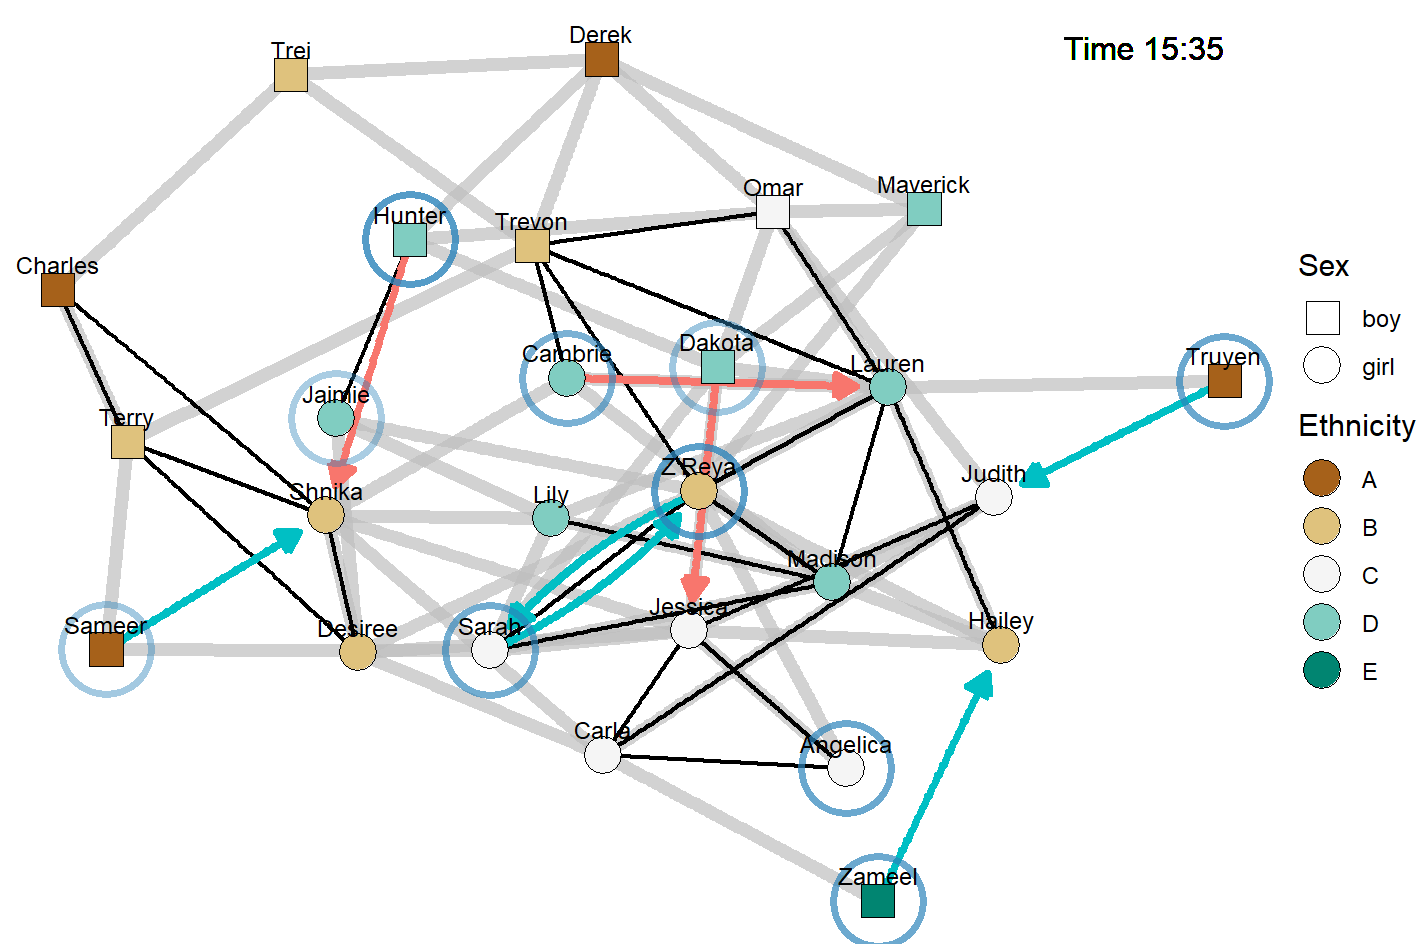 Derek
Time 15:35
Trei
Maverick
Omar
Hunter
Trevon
Charles
Sex
boy
Dakota
Cambrie
Truyen
Lauren
girl
Jaimie
Terry
Ethnicity
Z'Reya
Judith
A
Shnika
Lily
B
Madison
C
Jessica
Hailey
Sameer
Desiree
Sarah
D
E
Carla
Angelica
Zameel